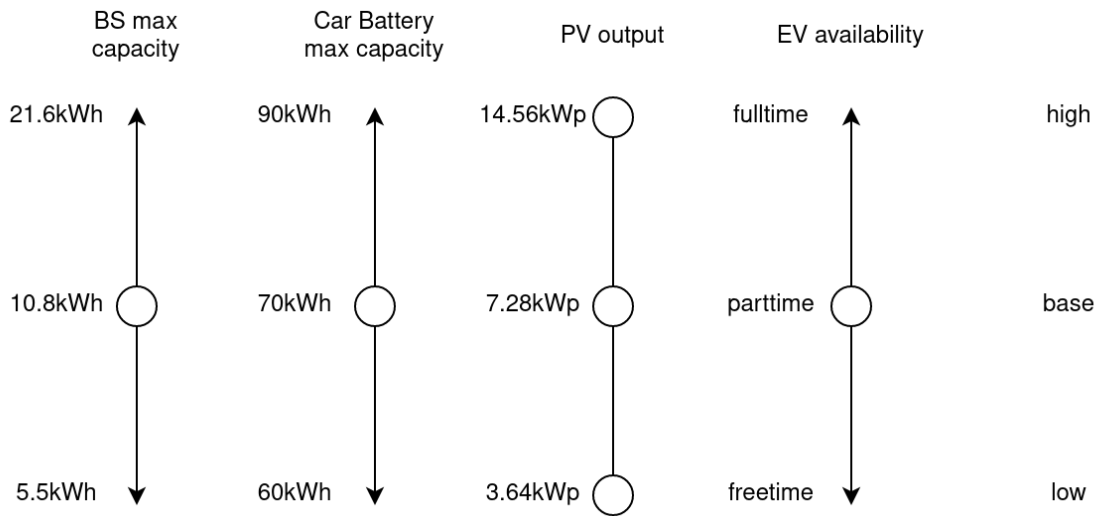 BS max
capacity
Car Battery
max capacity
PV output
EV availability
21.6kWh
90kWh
14.56kWp
fulltime
high
10.8kWh
70kWh
7.28kWp
parttime
base
5.5kWh
60kWh
3.64kWp
freetime
low